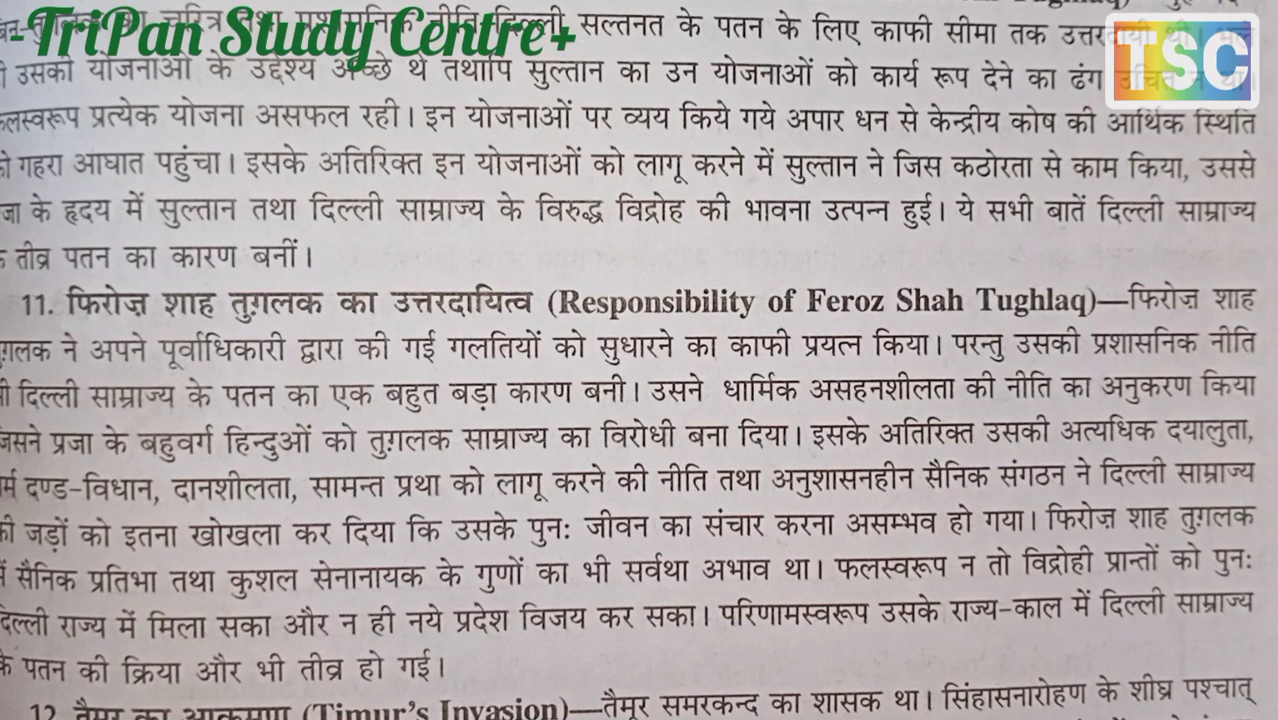 -TriPan Study Centre+
TSC
सल्तनत के पतन के लिए काफी सीमा तक
उसकी योजनाओं के उद्देश्य अच्छे थे तथापि सुल्तान का उन योजनाओं को कार्य रूप देने का ढंग उचित न था।
लस्वरूप प्रत्येक योजना असफल रही। इन योजनाओं पर व्यय किये गये अपार धन से केन्द्रीय कोष की आर्थिक स्थिति
गहरा आघात पहुंचा। इसके अतिरिक्त इन योजनाओं को लागू करने में सुल्तान ने जिस कठोरता से काम किया, उससे
जा के हृदय में सुल्तान तथा दिल्ली साम्राज्य के विरुद्ध विद्रोह की भावना उत्पन्न हुई। ये सभी बातें दिल्ली साम्राज्य
तीव्र पतन का कारण बनीं।
11. फिरोज़ शाह तुग़लक का उत्तरदायित्व (Responsibility of Feroz Shah Tughlaq)—फिरोज़ शाह
ग़लक ने अपने पूर्वाधिकारी द्वारा की गई गलतियों को सुधारने का काफी प्रयत्न किया। परन्तु उसकी प्रशासनिक नीति
दिल्ली साम्राज्य के पतन का एक बहुत बड़ा कारण बनी। उसने धार्मिक असहनशीलता की नीति का अनुकरण किया
जिसने प्रजा के बहुवर्ग हिन्दुओं को तुग़लक साम्राज्य का विरोधी बना दिया। इसके अतिरिक्त उसकी अत्यधिक दयालुता,
र्म दण्ड-विधान, दानशीलता, सामन्त प्रथा को लागू करने की नीति तथा अनुशासनहीन सैनिक संगठन ने दिल्ली साम्राज्य
की जड़ों को इतना खोखला कर दिया कि उसके पुनः जीवन का संचार करना असम्भव हो गया। फिरोज़ शाह तुग़लक
में सैनिक प्रतिभा तथा कुशल सेनानायक के गुणों का भी सर्वथा अभाव था। फलस्वरूप न तो विद्रोही प्रान्तों को पुनः
दिल्ली राज्य में मिला सका और न ही नये प्रदेश विजय कर सका। परिणामस्वरूप उसके राज्य-काल में दिल्ली साम्राज्य
के पतन की क्रिया और भी तीव्र हो गई।
12. तैमूर का आक्रमण (Timur's Invasion)—तैमूर समरकन्द का शासक था। सिंहासनारोहण के शीघ्र पश्चात्